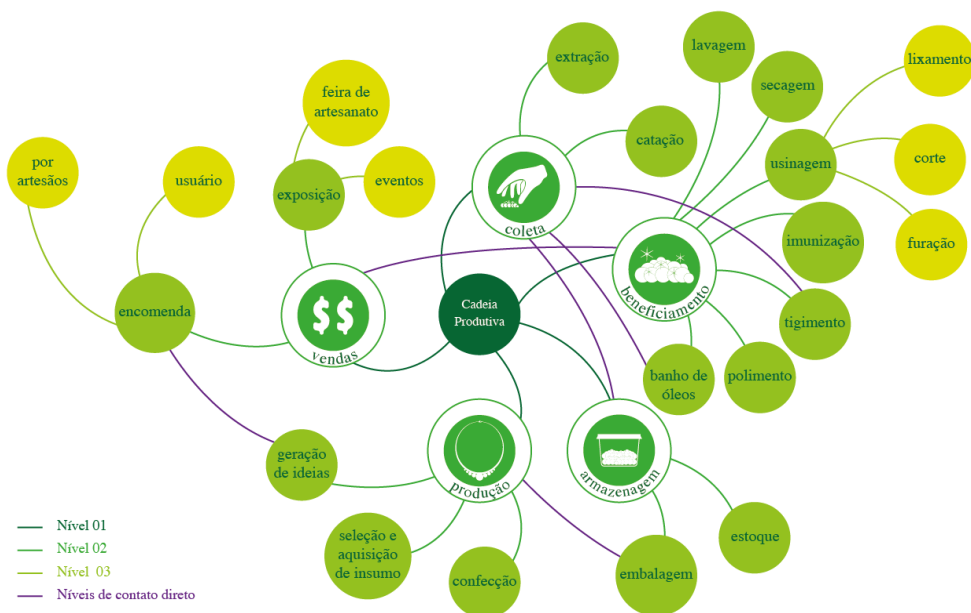 extração
lavagem
secagem
lixamento
feira de
artesanato
por
artesãos
usuário
exposição
eventos
catação
usinagem
corte
coleta
imunização
furação
encomenda
$$
vendas
Cadeia
Produtiva
beneficiamento
tigimento
banho de
óleos
polimento
geração
de ideias
produção
armazenagem
seleção e
aquisição
de insumo
confecção
embalagem
estoque
Nível 01
Nível 02
Nível 03
Níveis de contato direto